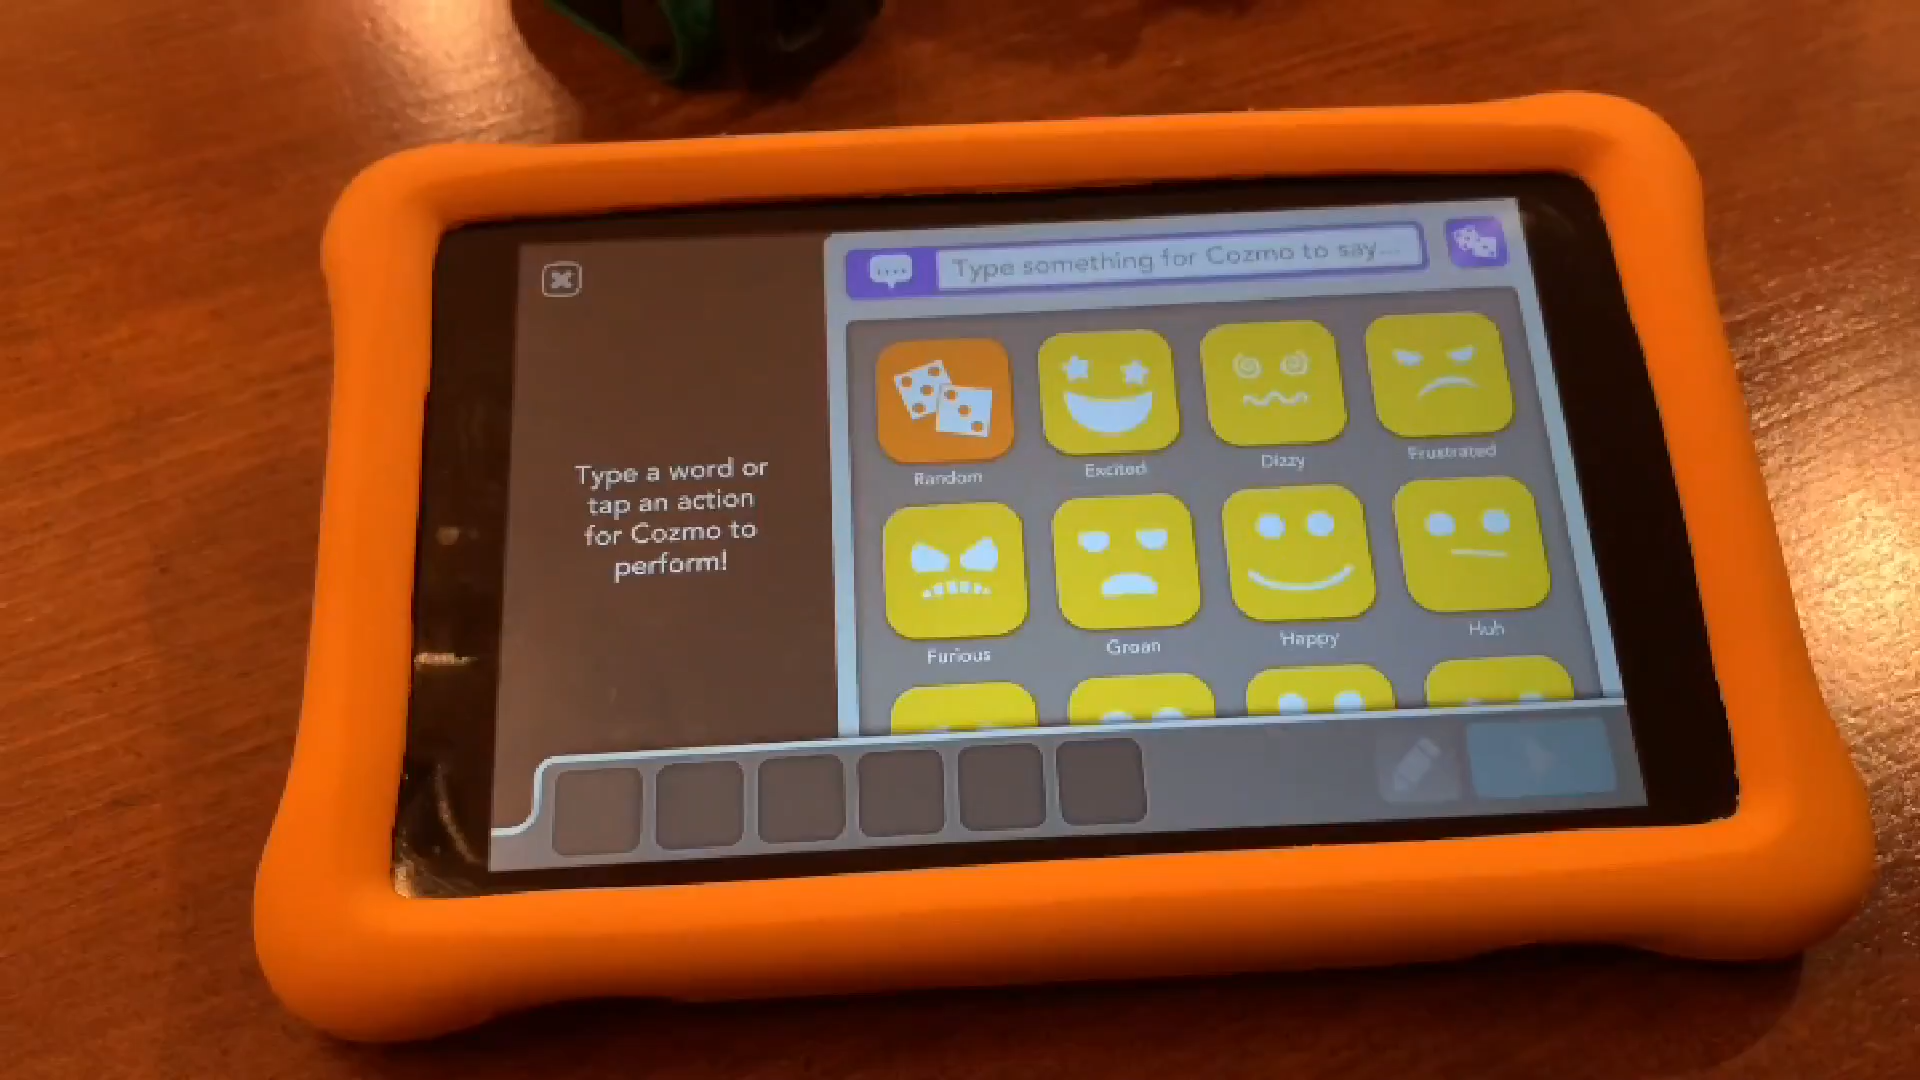 Type something for Cozmo to say...
Type a word or
tap an action
for Cozmo to
perform!
Random
Excited
Dizzy
Frustrated
Furious
Groan
Happy
Huh